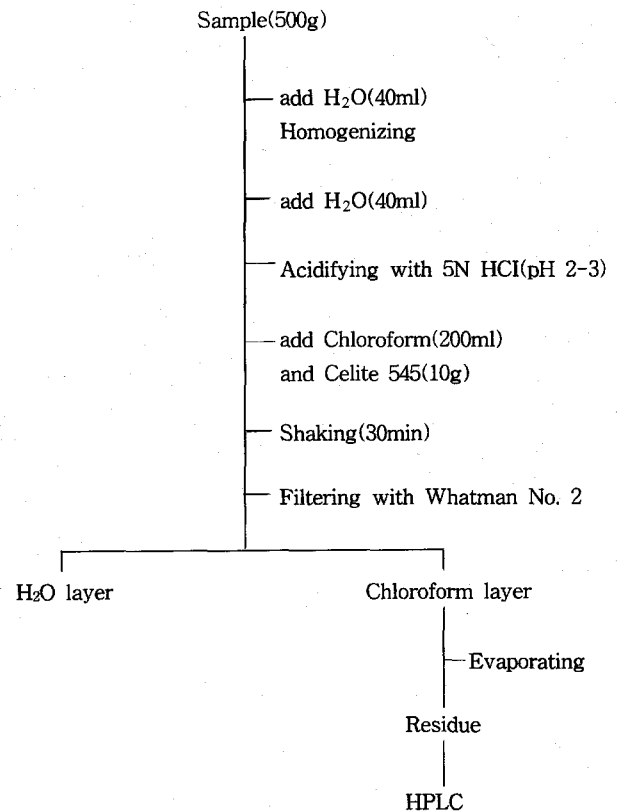 Sample(500g)
add H₂O(40ml)
Homogenizing
add H₂O(40ml)
Acidifying with 5N HCl(pH 2-3)
add Chloroform(200ml)
and Celite 545(10g)
Shaking(30min)
Filtering with Whatman No. 2
H₂O layer
Chloroform layer
Evaporating
Residue
HPLC